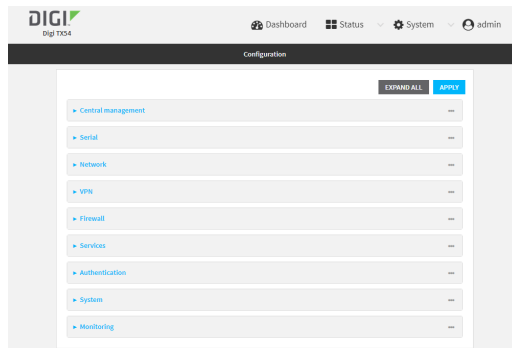 DIGI
Digi TX54
Dashboard Status System admin
Configuration
EXPAND ALL APPLY
► Central management ...
► Serial ...
► Network ...
► VPN ...
► Firewall ...
► Services ...
► Authentication ...
► System ...
► Monitoring ...